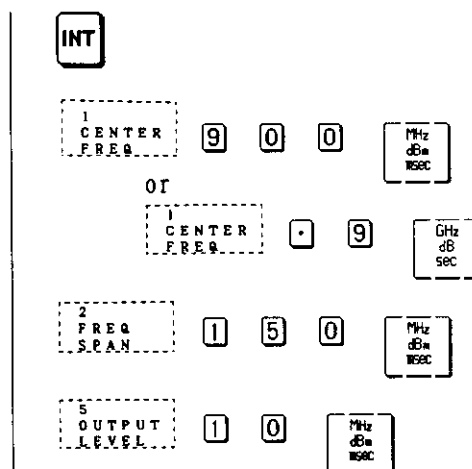 INT
1
CENTER
FREQ
9 0 0
MHz
dBm
msec
or
1
CENTER
FREQ
. 9
GHz
dB
sec
2
FREQ
SPAN
1 5 0
MHz
dBm
msec
5
OUTPUT
LEVEL
1 0
MHz
dBm
msec